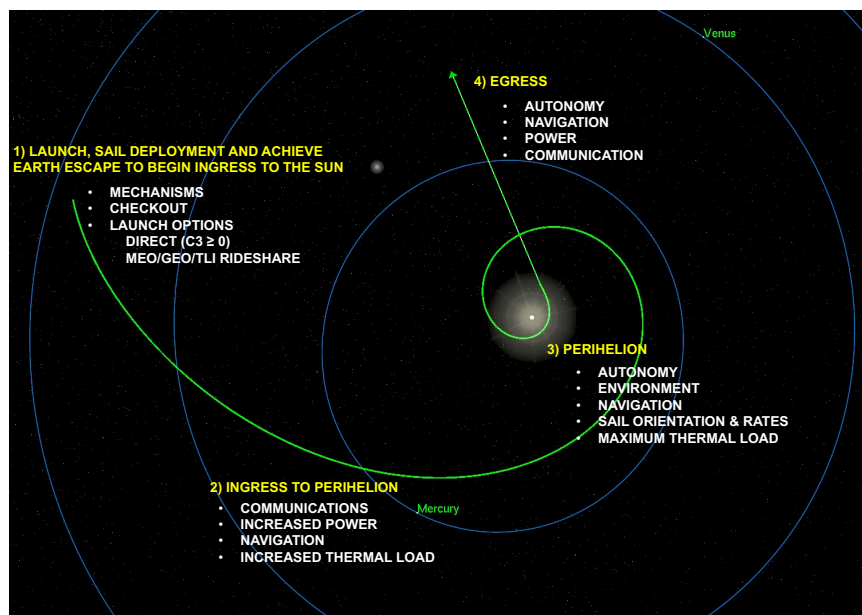 Venus
4) EGRESS
• AUTONOMY
• NAVIGATION
• POWER
• COMMUNICATION
1) LAUNCH, SAIL DEPLOYMENT AND ACHIEVE
EARTH ESCAPE TO BEGIN INGRESS TO THE SUN
• MECHANISMS
• CHECKOUT
• LAUNCH OPTIONS
DIRECT (C3 ≥ 0)
MEO/GEO/TLI RIDESHARE
3) PERIHELION
• AUTONOMY
• ENVIRONMENT
• NAVIGATION
• SAIL ORIENTATION & RATES
• MAXIMUM THERMAL LOAD
2) INGRESS TO PERIHELION
• COMMUNICATIONS
• INCREASED POWER
• NAVIGATION
• INCREASED THERMAL LOAD
Mercury